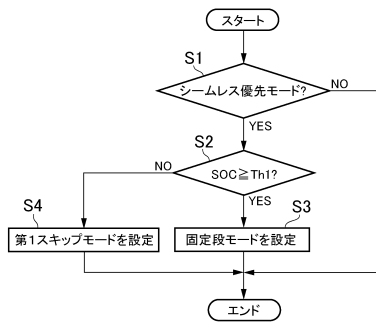 スタート
S1
シームレス優先モード?
NO
YES
S2
SOC≧Th1?
NO
YES
S4
第1スキップモードを設定
S3
固定段モードを設定
エンド